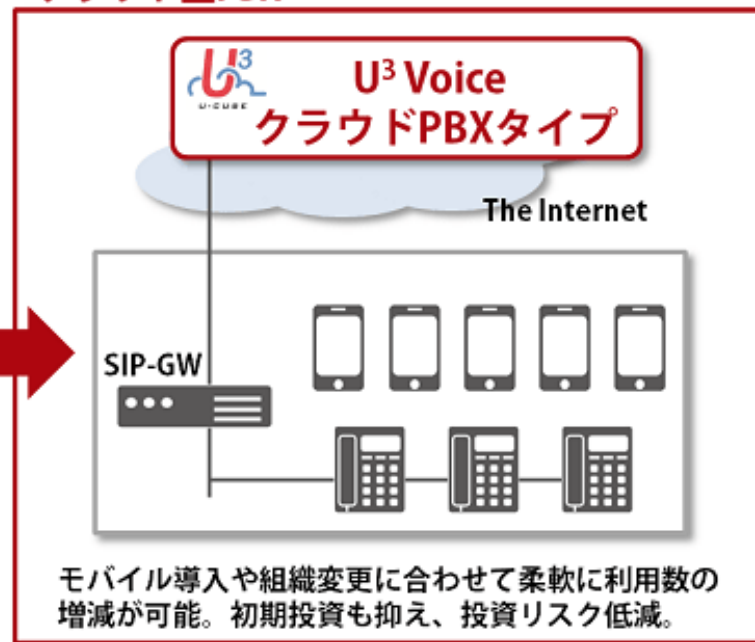 U³ Voice
U-CUBE
クラウドPBXタイプ
The Internet
SIP-GW
モバイル導入や組織変更に合わせて柔軟に利用数の
増減が可能。初期投資も抑え、投資リスク低減。